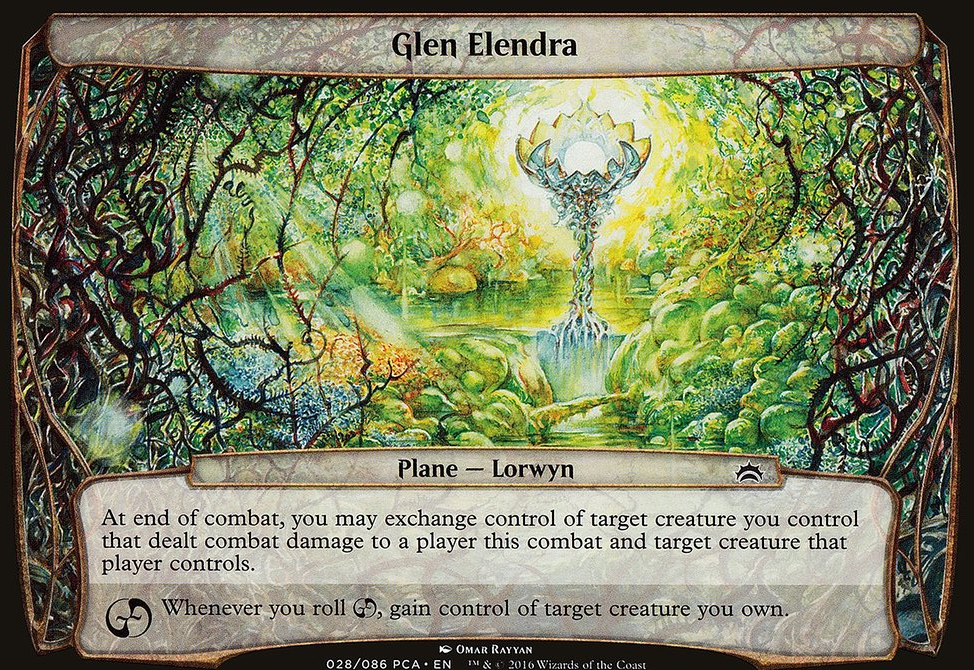 Glen Elendra
Plane — Lorwyn
At end of combat, you may exchange control of target creature you control
that dealt combat damage to a player this combat and target creature that
player controls.
Whenever you roll , gain control of target creature you own.
Omar Rayyan
028/086 PCA • EN ™ & © 2016 Wizards of the Coast